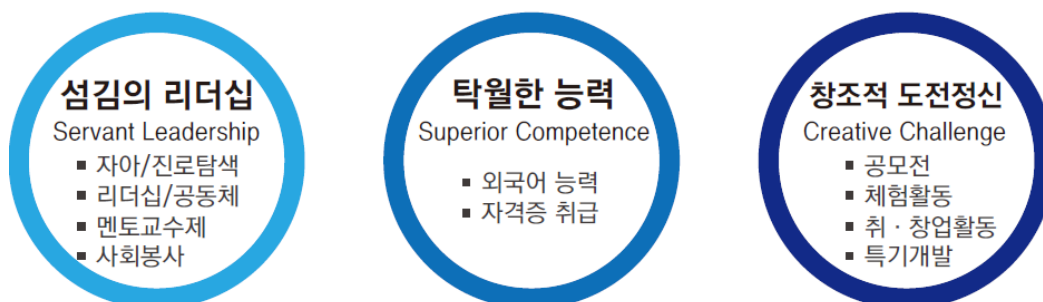 섬김의 리더십
Servant Leadership
▪ 자아/진로탐색
▪ 리더십/공동체
▪ 멘토교수제
▪ 사회봉사
탁월한 능력
Superior Competence
▪ 외국어 능력
▪ 자격증 취급
창조적 도전정신
Creative Challenge
▪ 공모전
▪ 체험활동
▪ 취 · 창업활동
▪ 특기개발